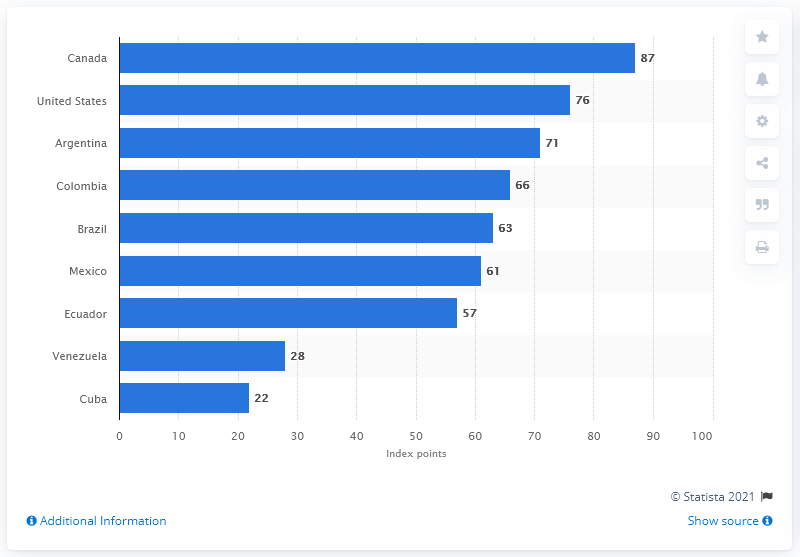 Canada 87
United States 76
Argentina 71
Colombia 66
Brazil 63
Mexico 61
Ecuador 57
Venezuela 28
Cuba 22
0 10 20 30 40 50 60 70 80 90 100
Index points
© Statista 2021
Additional Information
Show source